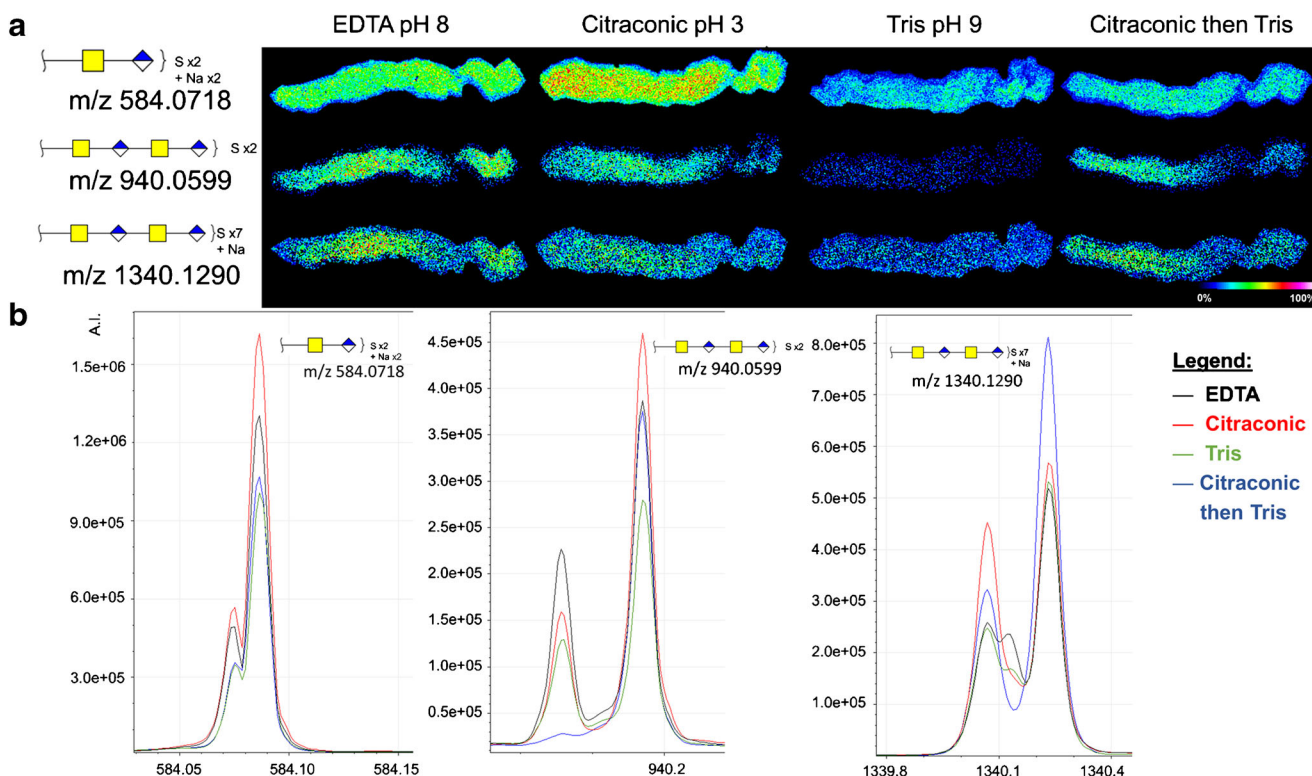 a
EDTA pH 8
Citraconic pH 3
Tris pH 9
Citraconic then Tris
S x2
+ Na x2
m/z 584.0718
S x2
m/z 940.0599
S x7
+ Na
m/z 1340.1290
0%
100%
b
A.I.
1.5e+06
1.2e+06
9.0e+05
6.0e+05
3.0e+05
584.05
584.10
584.15
S x2
+ Na x2
m/z 584.0718
4.5e+05
4.0e+05
3.5e+05
3.0e+05
2.5e+05
2.0e+05
1.5e+05
1.0e+05
0.5e+05
940.2
S x2
m/z 940.0599
8.0e+05
7.0e+05
6.0e+05
5.0e+05
4.0e+05
3.0e+05
2.0e+05
1.0e+05
1339.8
1340.1
1340.4
S x7
+ Na
m/z 1340.1290
Legend:
EDTA
Citraconic
Tris
Citraconic
then Tris